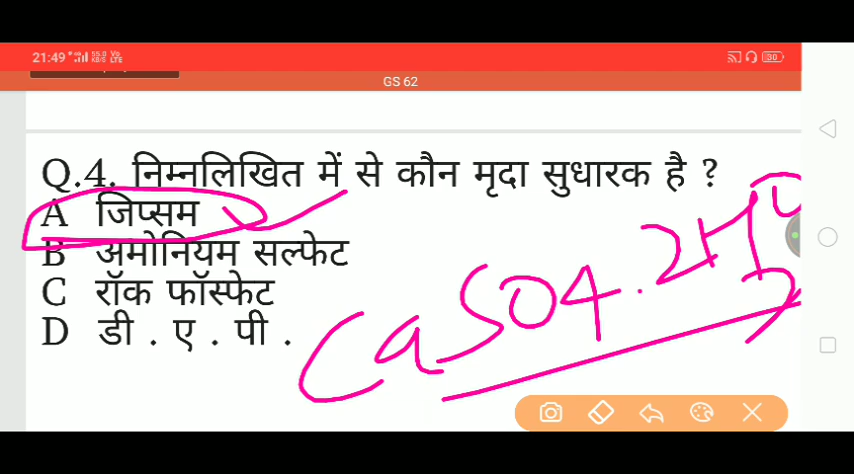 21:49
GS 62
Q.4. निम्नलिखित में से कौन मृदा सुधारक है ?
A जिप्सम
B अमोनियम सल्फेट
C रॉक फॉस्फेट
D डी . ए . पी .
CaSO4.2H2O